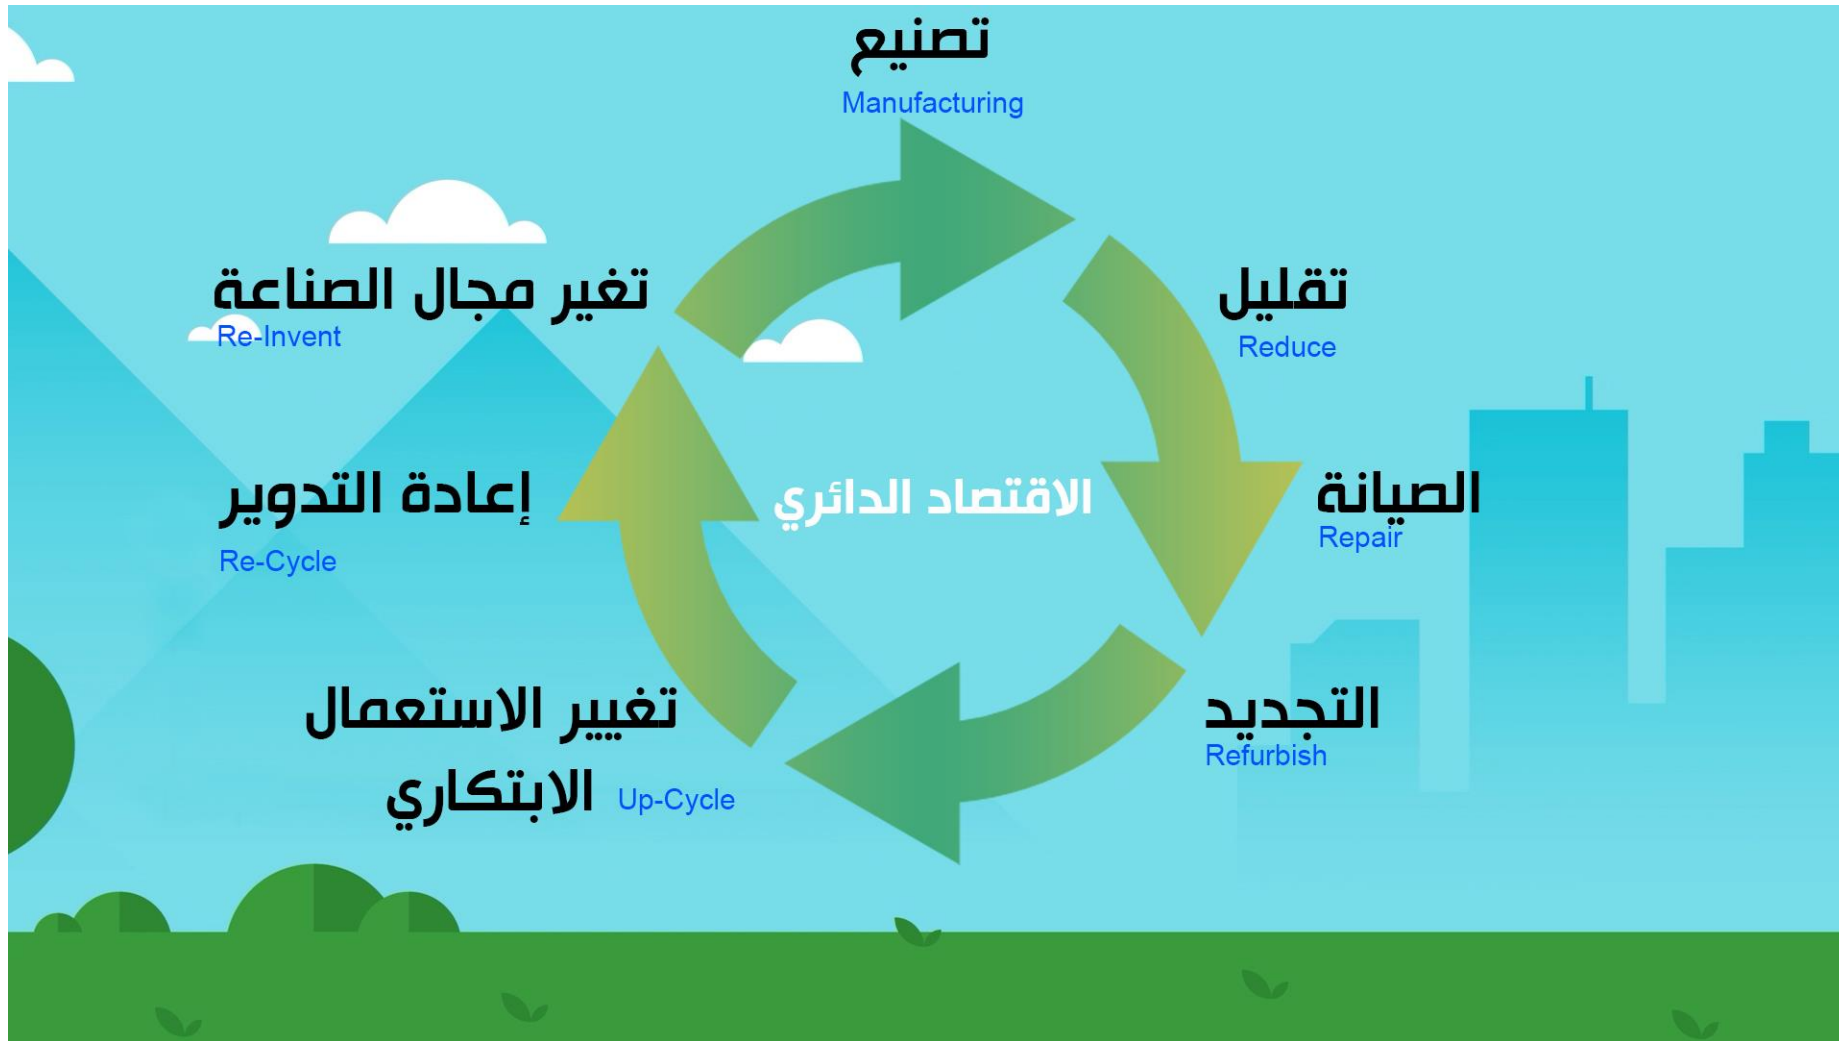 تصنيع
Manufacturing
تقليل
Reduce
الصيانة
Repair
التجديد
Refurbish
تغيير الاستعمال
الابتكاري Up-Cycle
إعادة التدوير
Re-Cycle
تغير مجال الصناعة
Re-Invent
الاقتصاد الدائري